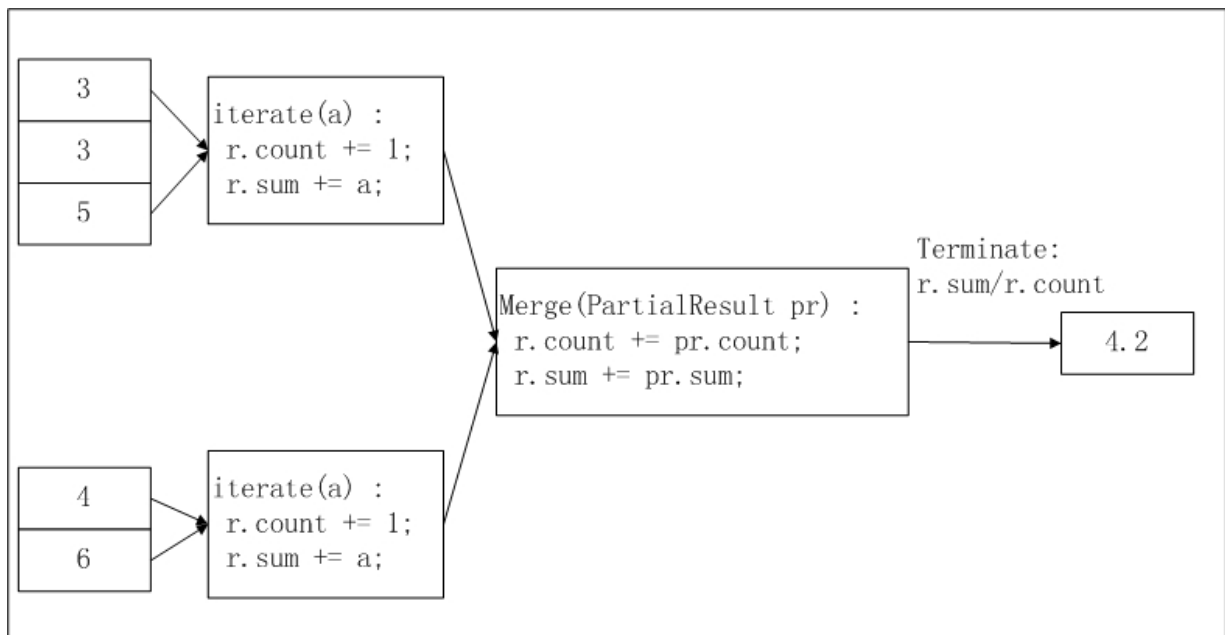 3
3
5
iterate(a) :
r.count += 1;
r.sum += a;
Merge(PartialResult pr) :
r.count += pr.count;
r.sum += pr.sum;
Terminate:
r.sum/r.count
4.2
4
6
iterate(a) :
r.count += 1;
r.sum += a;